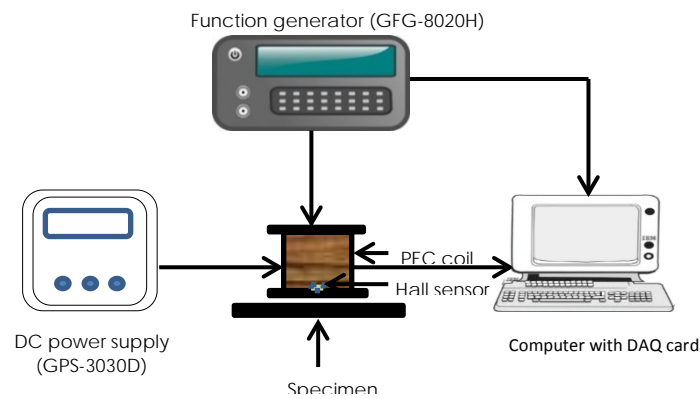 Function generator (GFG-8020H)
PEC coil
Hall sensor
DC power supply
(GPS-3030D)
Computer with DAQ card
Specimen